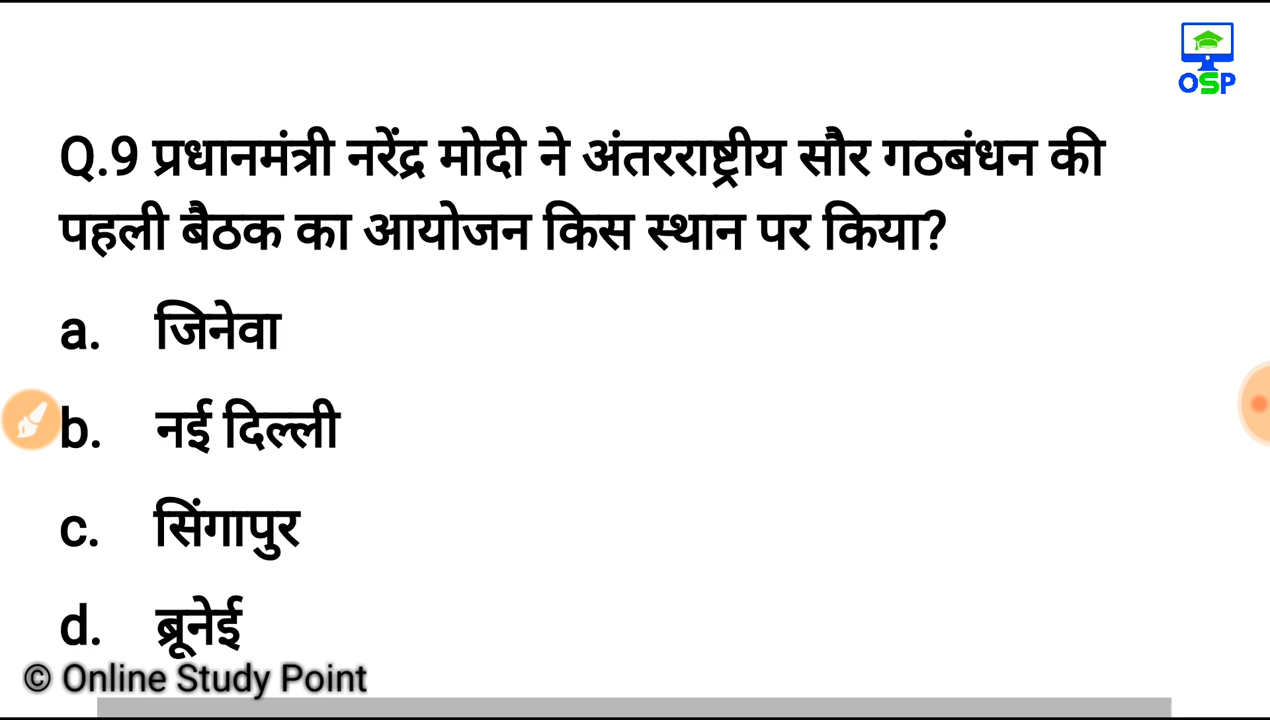 OSP
Q.9 प्रधानमंत्री नरेंद्र मोदी ने अंतरराष्ट्रीय सौर गठबंधन की
पहली बैठक का आयोजन किस स्थान पर किया?
a. जिनेवा
b. नई दिल्ली
c. सिंगापुर
d. ब्रूनेई
© Online Study Point